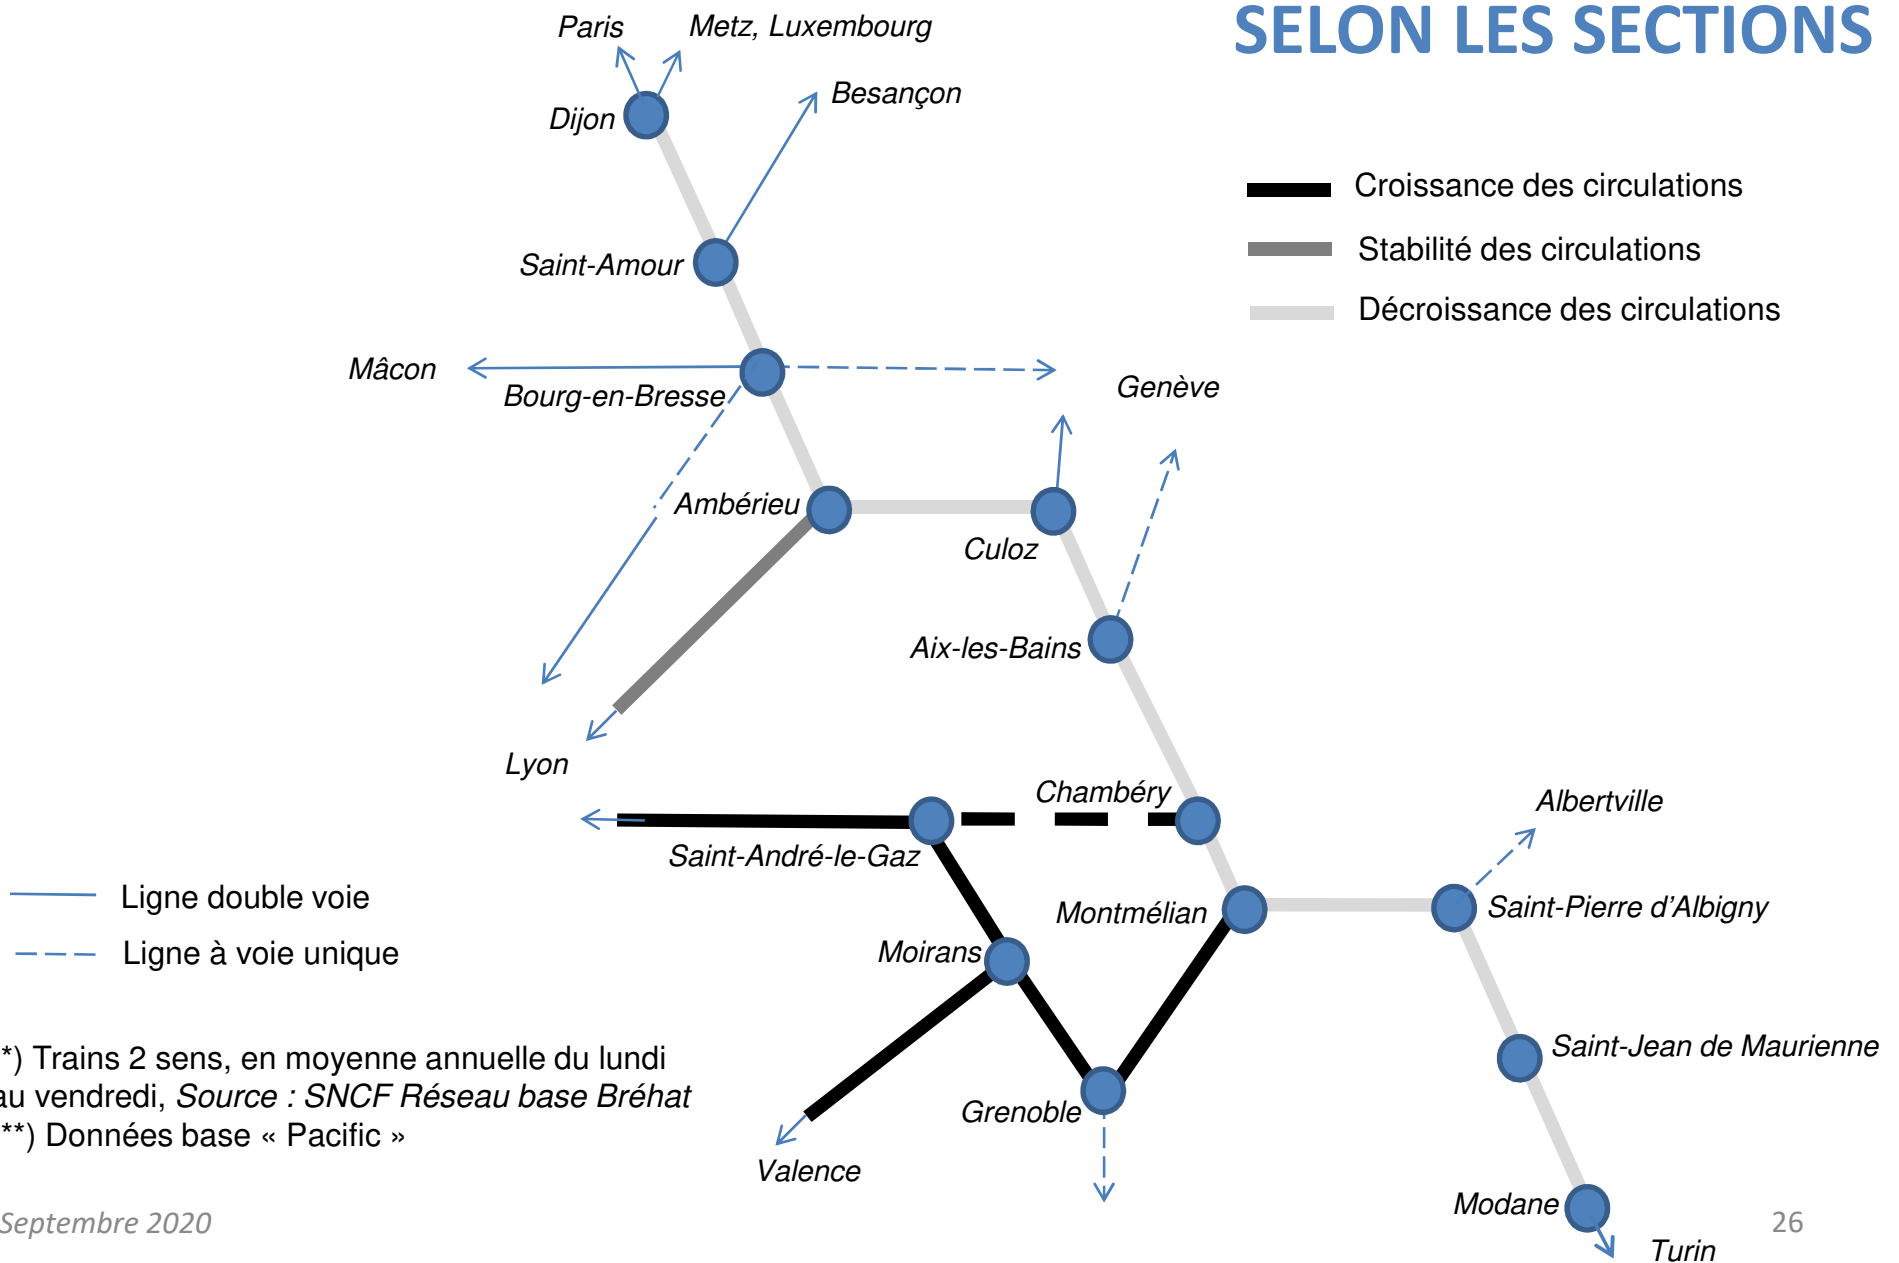 SELON LES SECTIONS
Paris
Metz, Luxembourg
Besançon
Dijon
Croissance des circulations
Stabilité des circulations
Décroissance des circulations
Saint-Amour
Mâcon
Bourg-en-Bresse
Genève
Ambérieu
Culoz
Aix-les-Bains
Lyon
Chambéry
Albertville
Saint-André-le-Gaz
Ligne double voie
Ligne à voie unique
Montmélian
Saint-Pierre d’Albigny
Moirans
Saint-Jean de Maurienne
*) Trains 2 sens, en moyenne annuelle du lundi
au vendredi, Source : SNCF Réseau base Bréhat
**) Données base « Pacific »
Grenoble
Valence
Modane
Turin
Septembre 2020
26